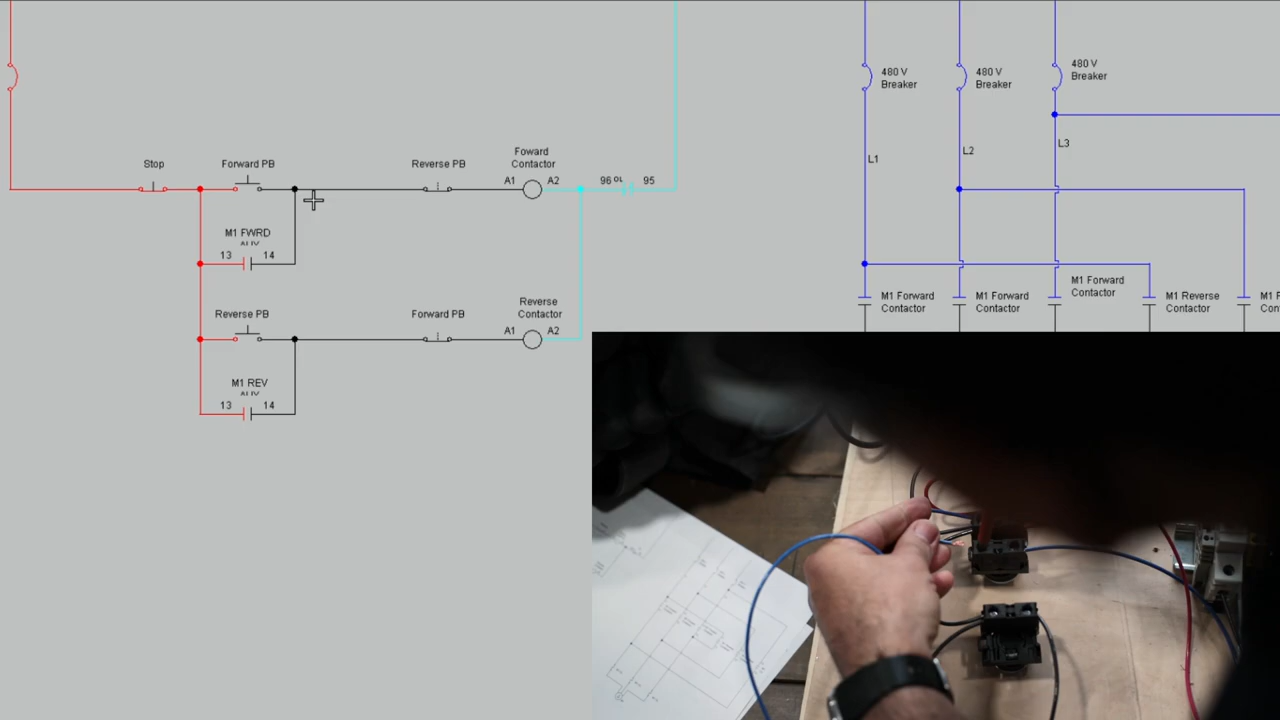 480 V
Breaker
480 V
Breaker
480 V
Breaker
L1
L2
L3
Stop
Forward PB
Reverse PB
Foward
Contactor
A1
A2
96
OL
95
M1 FWRD
13
14
Reverse PB
Forward PB
Reverse
Contactor
A1
A2
M1 REV
13
14
M1 Forward
Contactor
M1 Forward
Contactor
M1 Forward
Contactor
M1 Reverse
Contactor